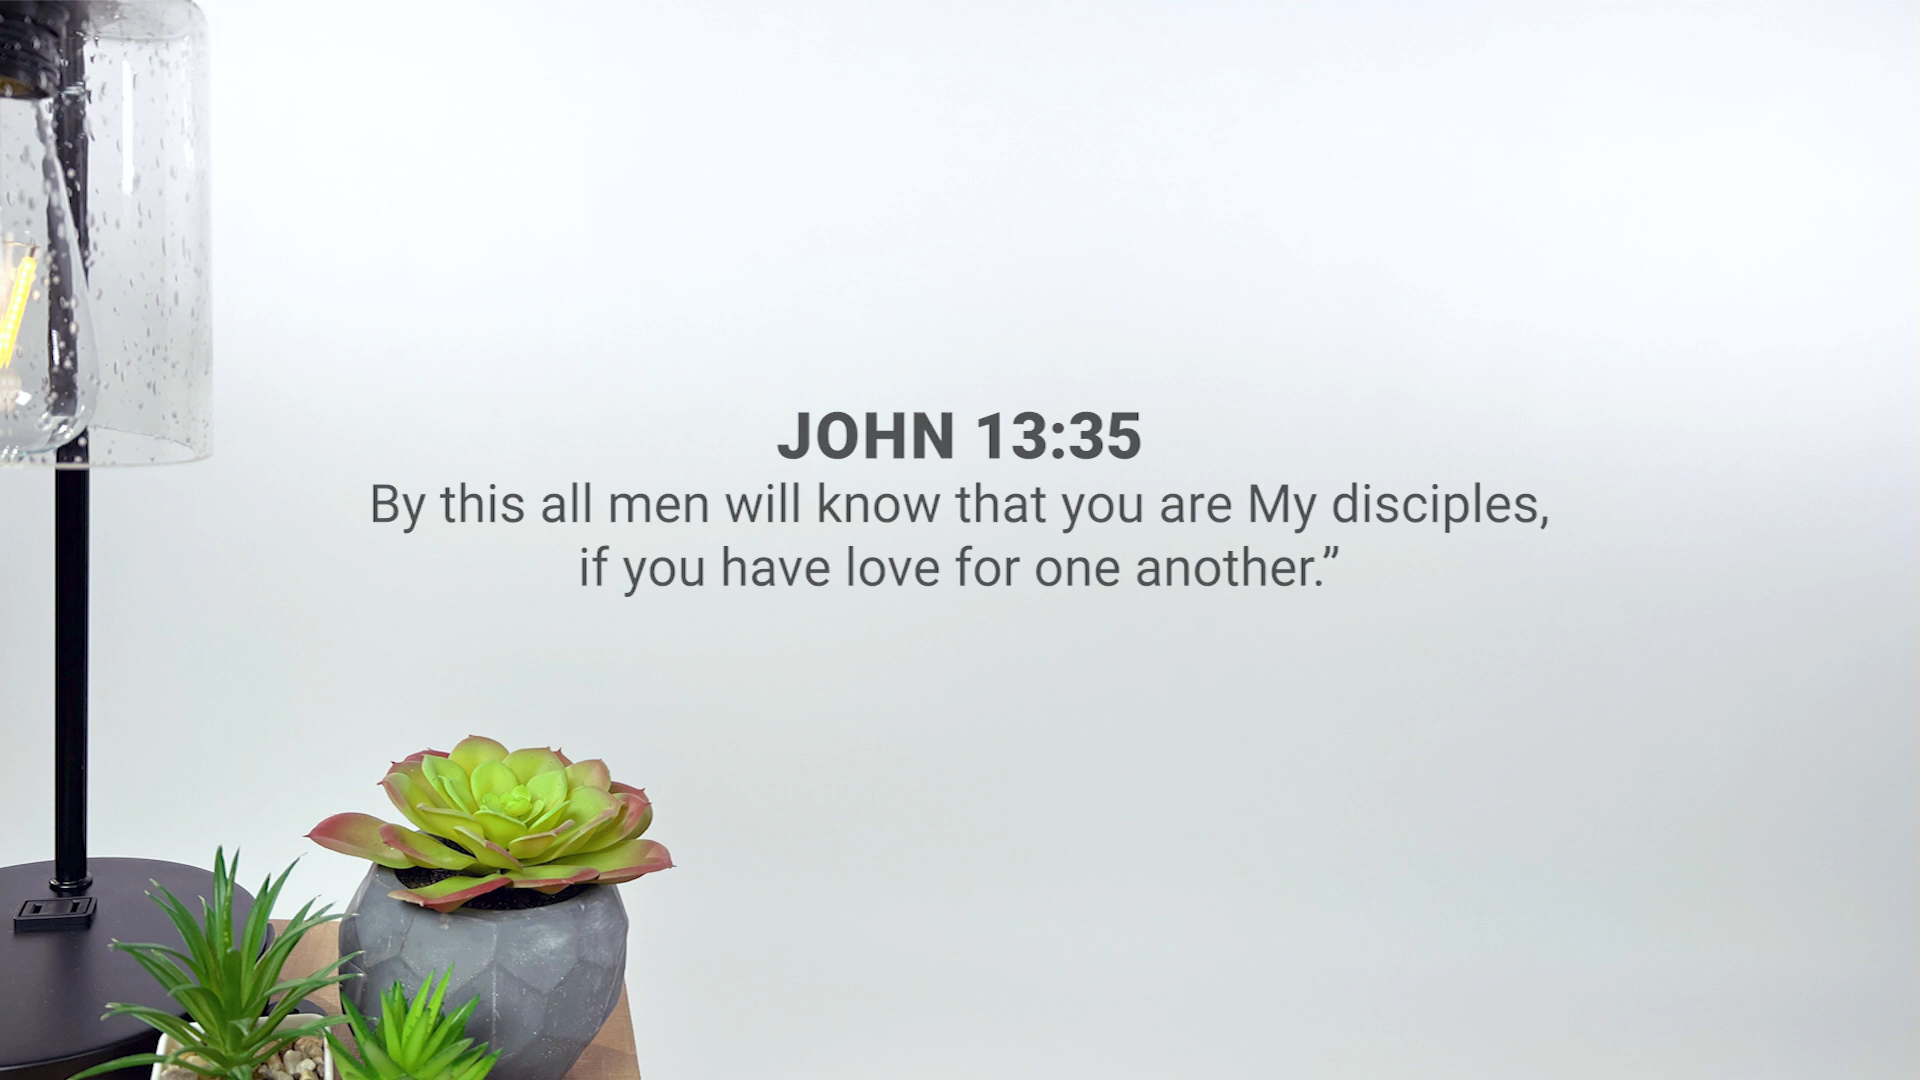 JOHN 13:35
By this all men will know that you are My disciples,
if you have love for one another.”